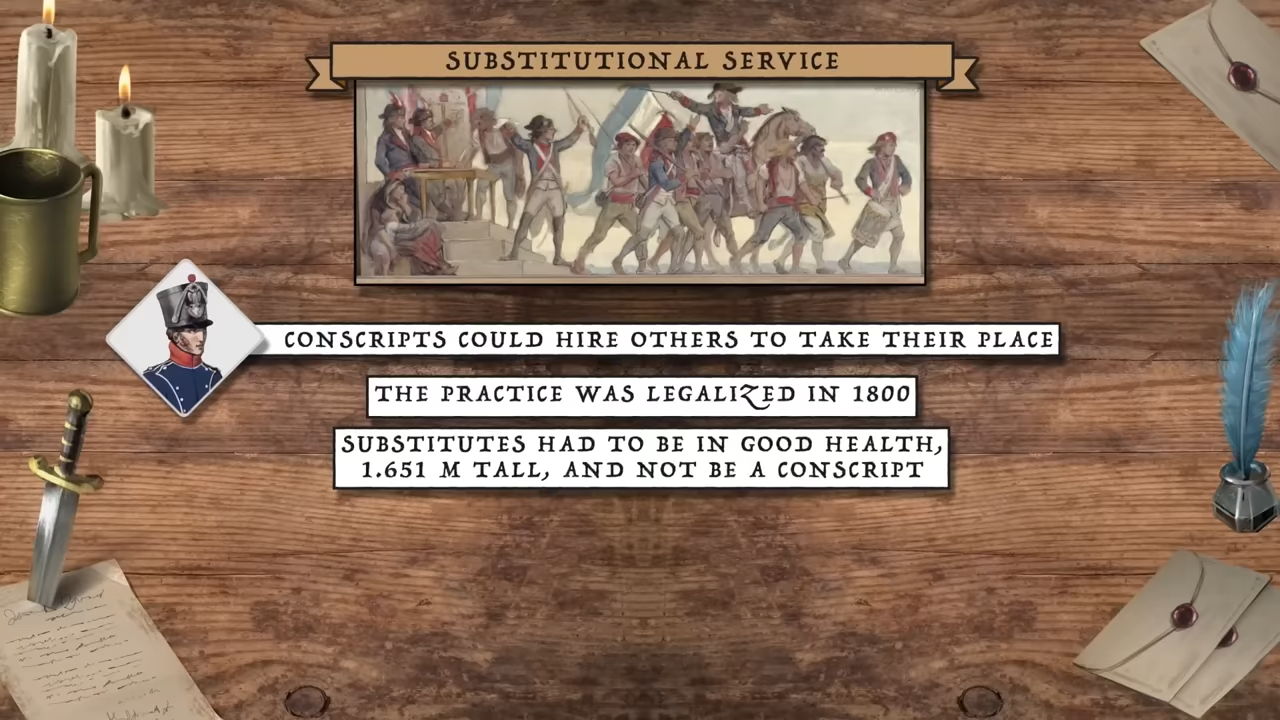 SUBSTITUTIONAL SERVICE
CONSCRIPTS COULD HIRE OTHERS TO TAKE THEIR PLACE
THE PRACTICE WAS LEGALIZED IN 1800
SUBSTITUTES HAD TO BE IN GOOD HEALTH,
1.651 M TALL, AND NOT BE A CONSCRIPT